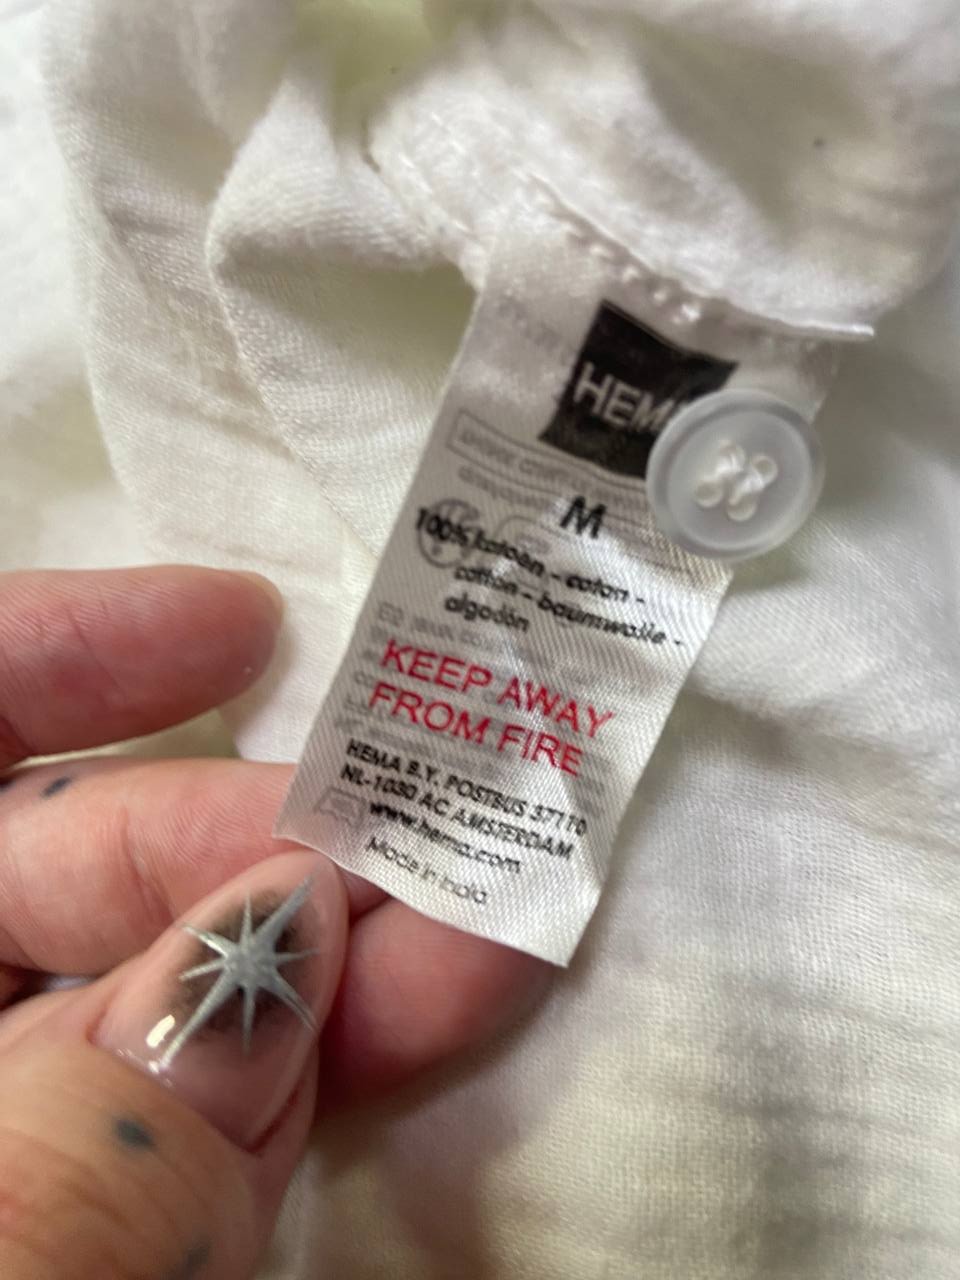 HEMA
M
100% katoen - coton -
cotton - baumwolle -
algodón
KEEP AWAY
FROM FIRE
HEMA B.V. POSTBUS 37110
NL-1030 AC AMSTERDAM
www.hema.com
Made in India